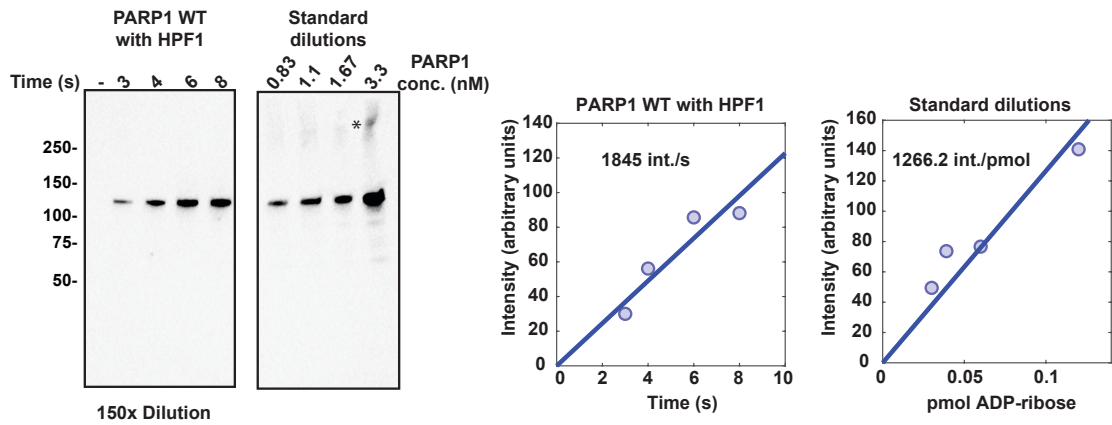 PARP1 WT
with HPF1
Time (s) - 3 4 6 8
250-
150-
100-
75-
50-
150x Dilution
Standard
dilutions
0.83 1.1 1.67 3.3
PARP1
conc. (nM)
*
PARP1 WT with HPF1
1845 int./s
Intensity (arbitrary units)
140
120
100
80
60
40
20
0
0 2 4 6 8 10
Time (s)
Standard dilutions
1266.2 int./pmol
Intensity (arbitrary units)
160
140
120
100
80
60
40
20
0
0 0.05 0.1
pmol ADP-ribose